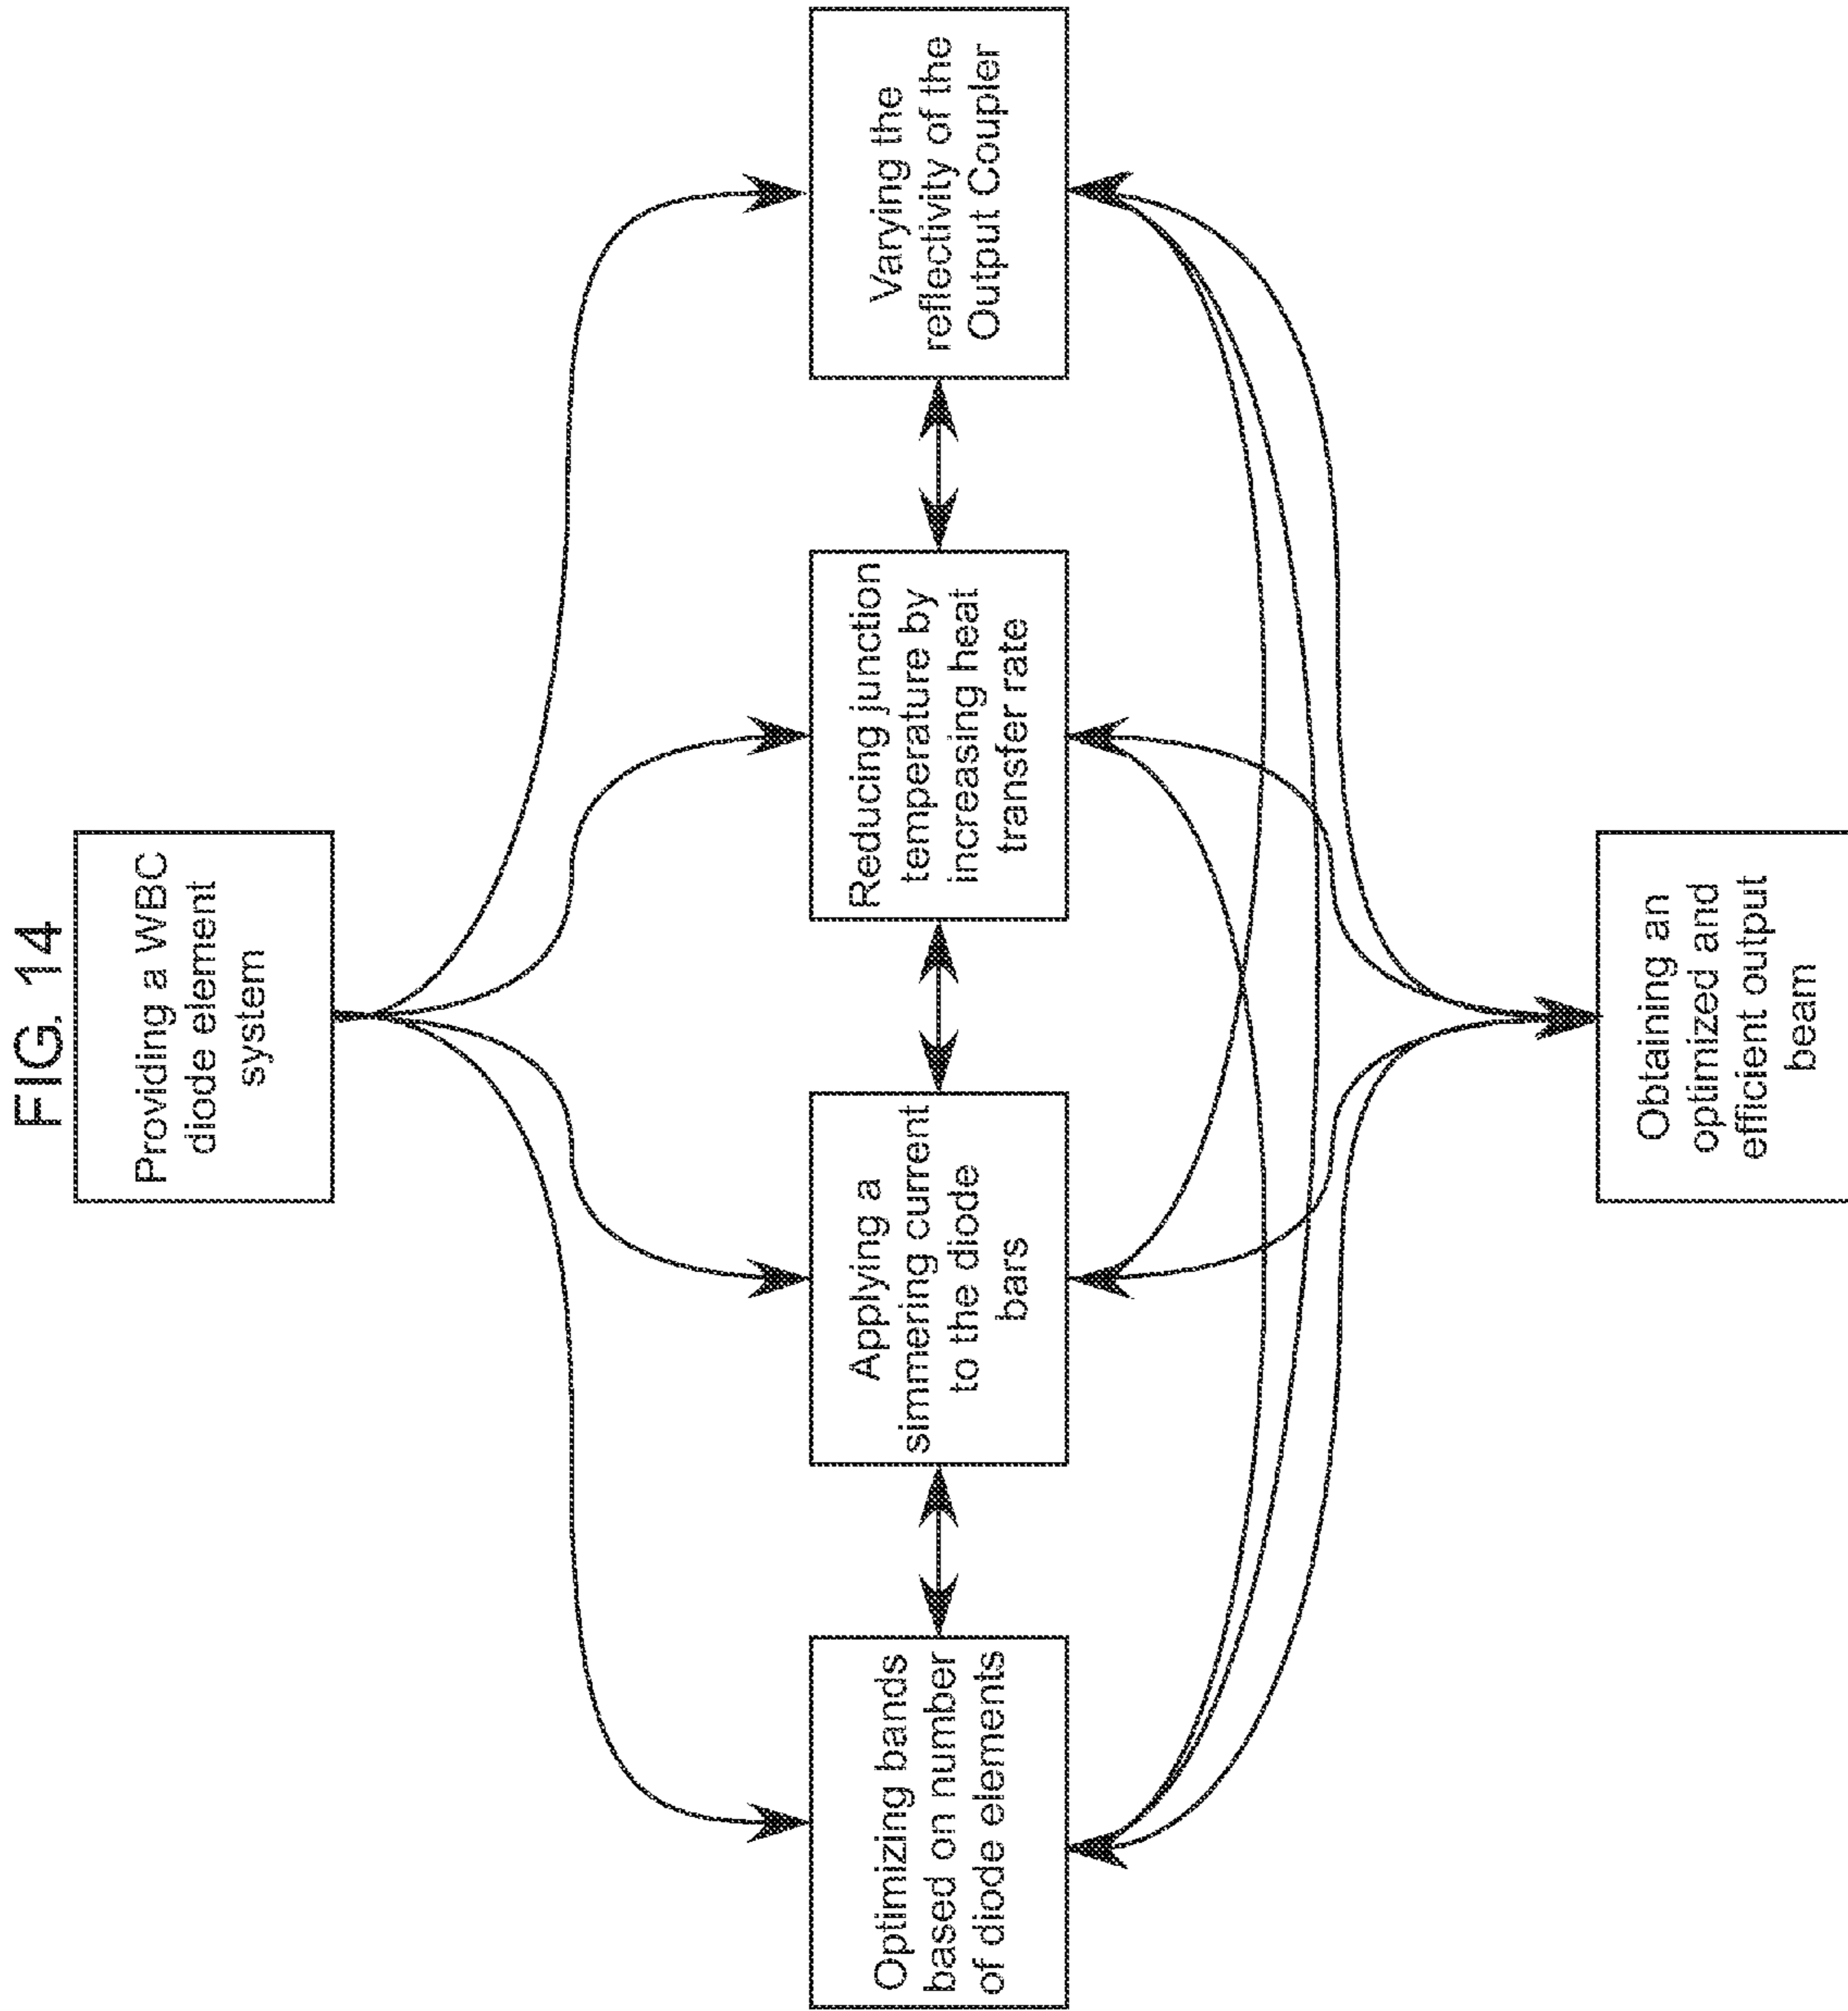 FIG. 14
Providing a WBC
diode element
system
Optimizing bands
based on number
of diode elements
Applying a
simmering current
to the diode
bars
Reducing junction
temperature by
increasing heat
transfer rate
Varying the
reflectivity of the
Output Coupler
Obtaining an
optimized and
efficient output
beam